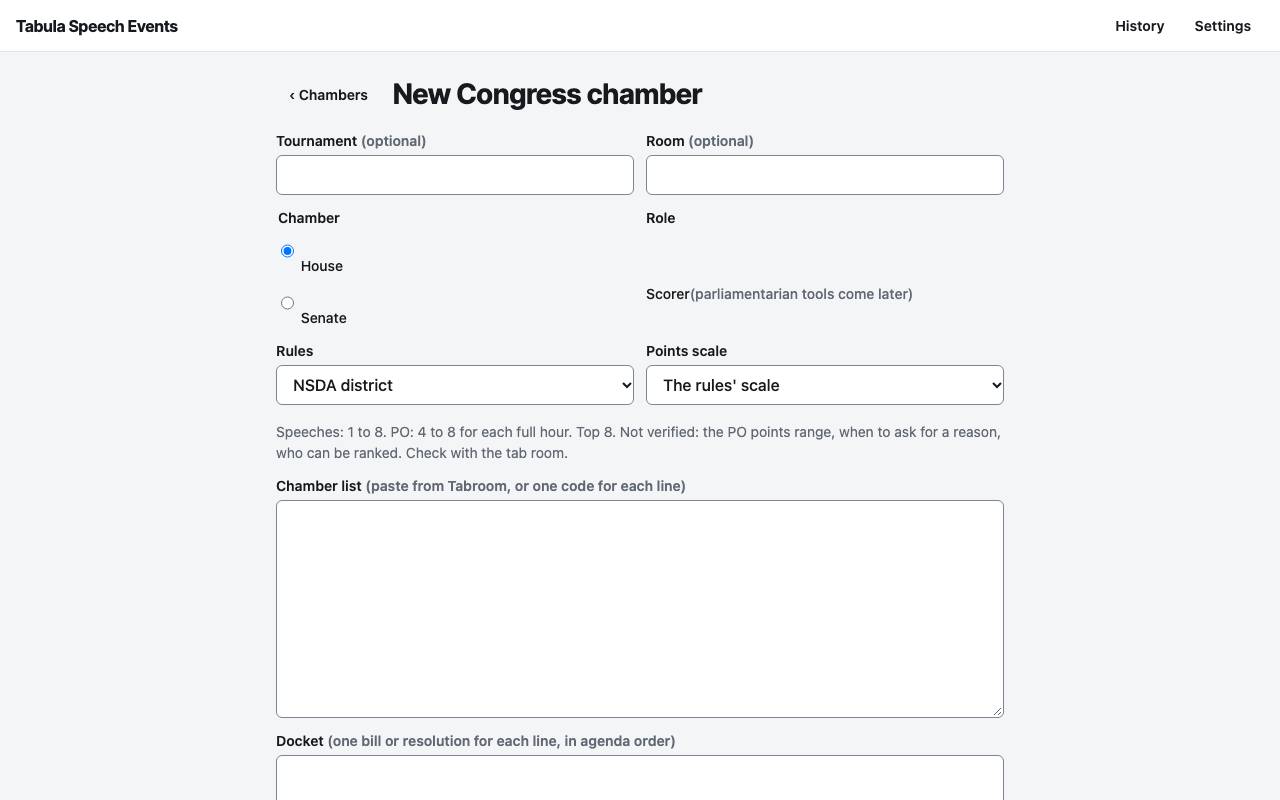 Tabula Speech Events
History
Settings
‹ Chambers
New Congress chamber
Tournament (optional)
Room (optional)
Chamber
Role
House
Scorer(parliamentarian tools come later)
Senate
Rules
Points scale
NSDA district
The rules' scale
Speeches: 1 to 8. PO: 4 to 8 for each full hour. Top 8. Not verified: the PO points range, when to ask for a reason,
who can be ranked. Check with the tab room.
Chamber list (paste from Tabroom, or one code for each line)
Docket (one bill or resolution for each line, in agenda order)